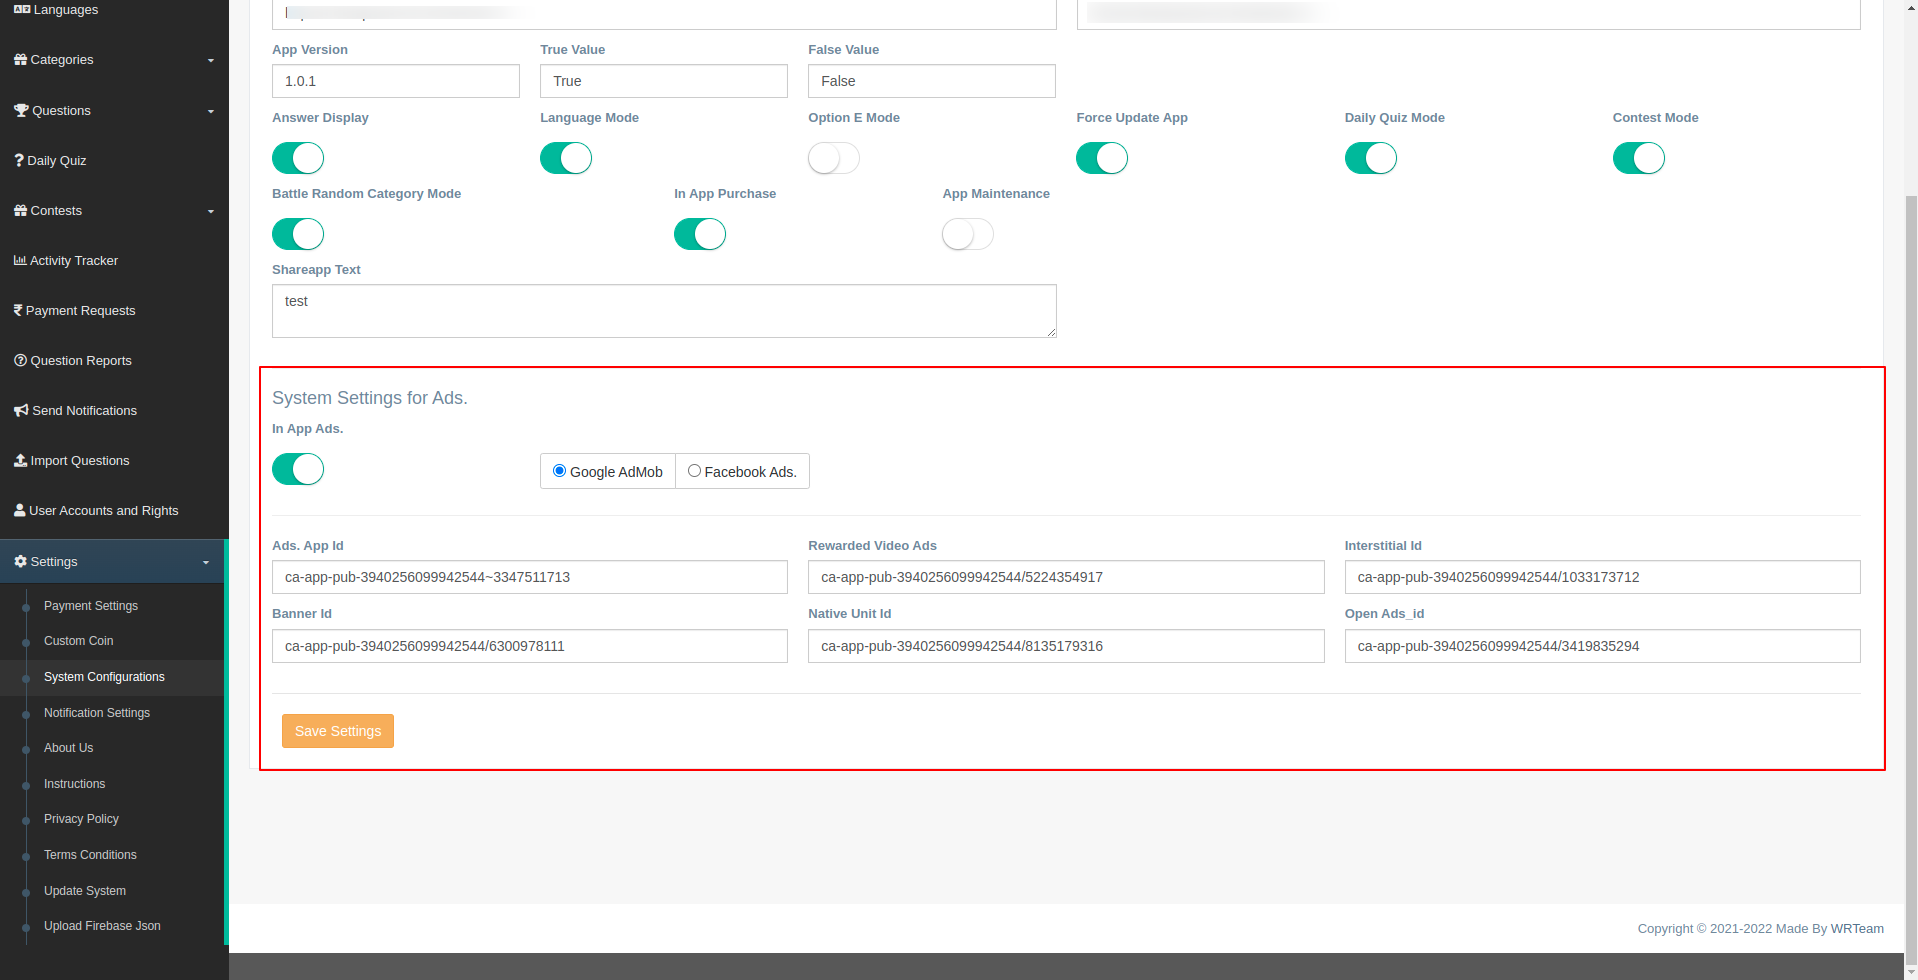 Languages
Categories
Questions
Daily Quiz
Contests
Activity Tracker
Payment Requests
Question Reports
Send Notifications
Import Questions
User Accounts and Rights
Settings
Payment Settings
Custom Coin
System Configurations
Notification Settings
About Us
Instructions
Privacy Policy
Terms Conditions
Update System
Upload Firebase Json
App Version True Value False Value
1.0.1 True False
Answer Display Language Mode Option E Mode Force Update App Daily Quiz Mode Contest Mode
Battle Random Category Mode In App Purchase App Maintenance
Shareapp Text
test
System Settings for Ads.
In App Ads.
Google AdMob Facebook Ads.
Ads. App Id Rewarded Video Ads Interstitial Id
ca-app-pub-3940256099942544~3347511713 ca-app-pub-3940256099942544/5224354917 ca-app-pub-3940256099942544/1033173712
Banner Id Native Unit Id Open Ads_id
ca-app-pub-3940256099942544/6300978111 ca-app-pub-3940256099942544/8135179316 ca-app-pub-3940256099942544/3419835294
Save Settings
Copyright © 2021-2022 Made By WRTeam